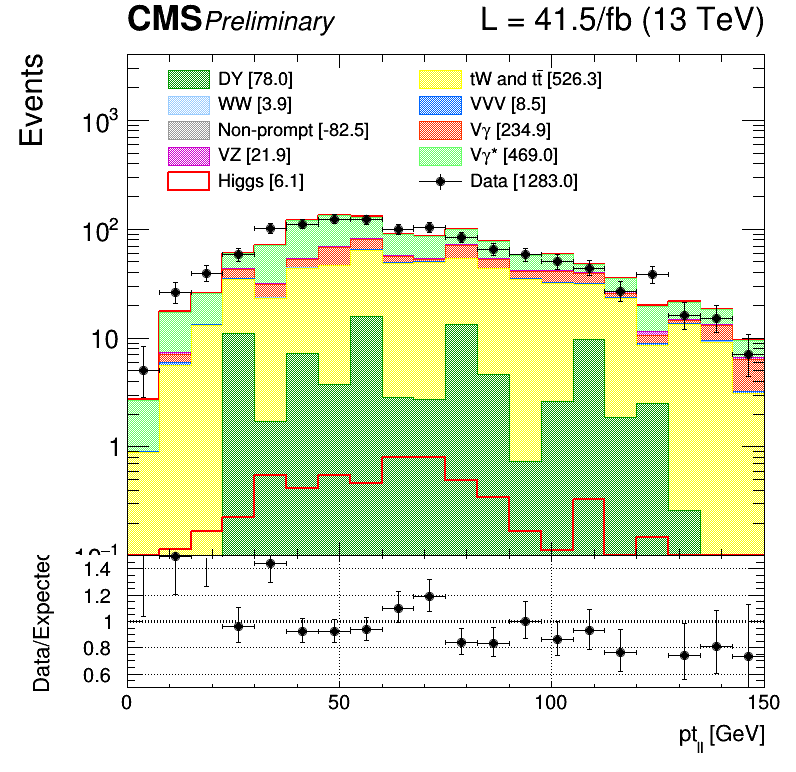 CMS Preliminary L = 41.5/fb (13 TeV)
Events
DY [78.0] tW and tt̄ [526.3]
WW [3.9] VVV [8.5]
Non-prompt [-82.5] Vγ [234.9]
VZ [21.9] Vγ* [469.0]
Higgs [6.1] Data [1283.0]
10³
10²
10
1
10⁻¹
Data/Expected
1.4
1.2
1
0.8
0.6
0 50 100 150
pt_ll [GeV]